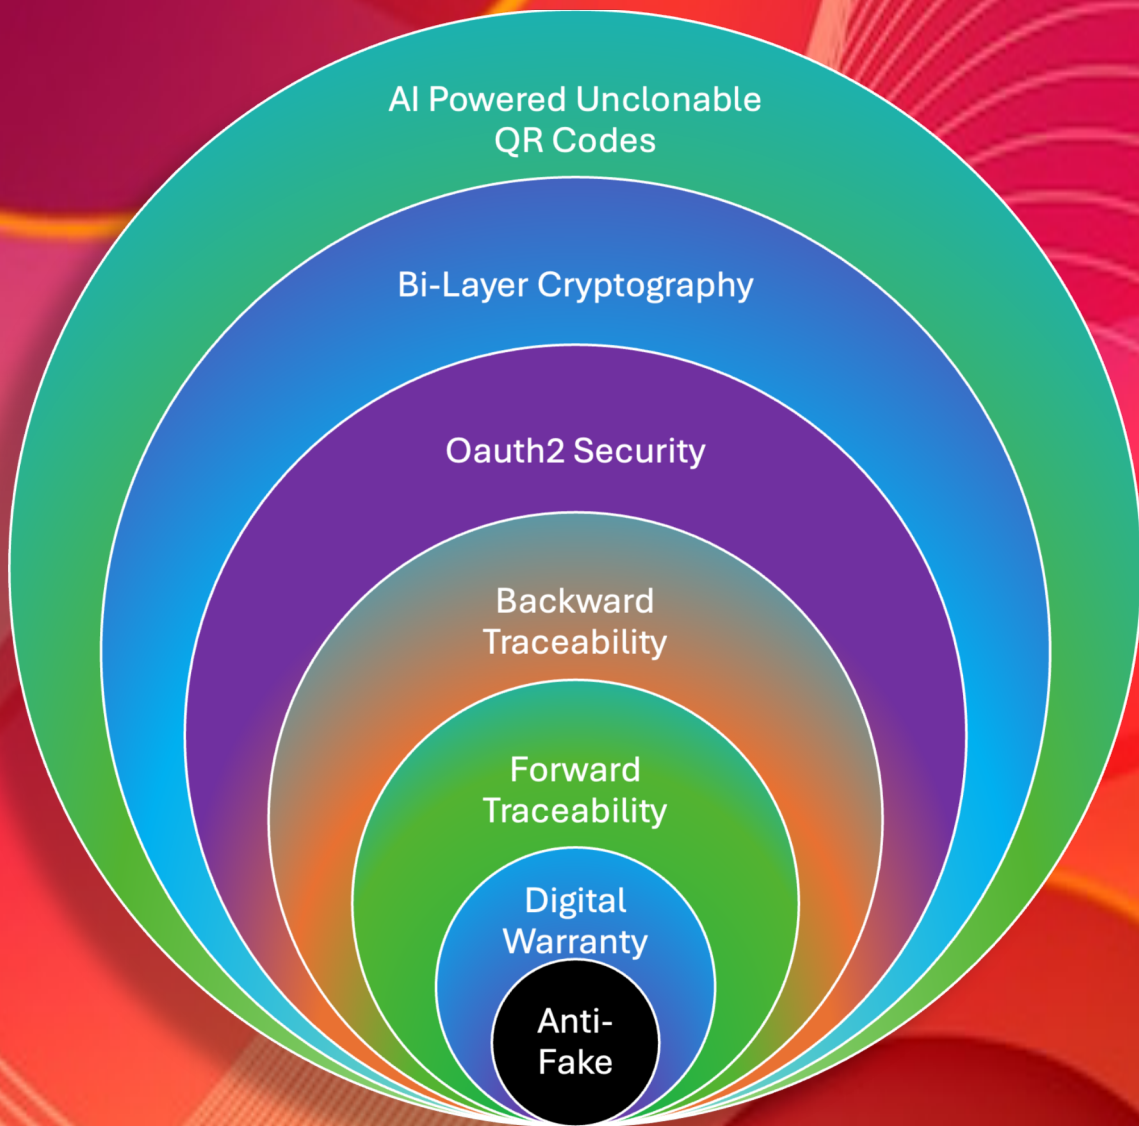 AI Powered Unclonable
QR Codes
Bi-Layer Cryptography
Oauth2 Security
Backward
Traceability
Forward
Traceability
Digital
Warranty
Anti-
Fake